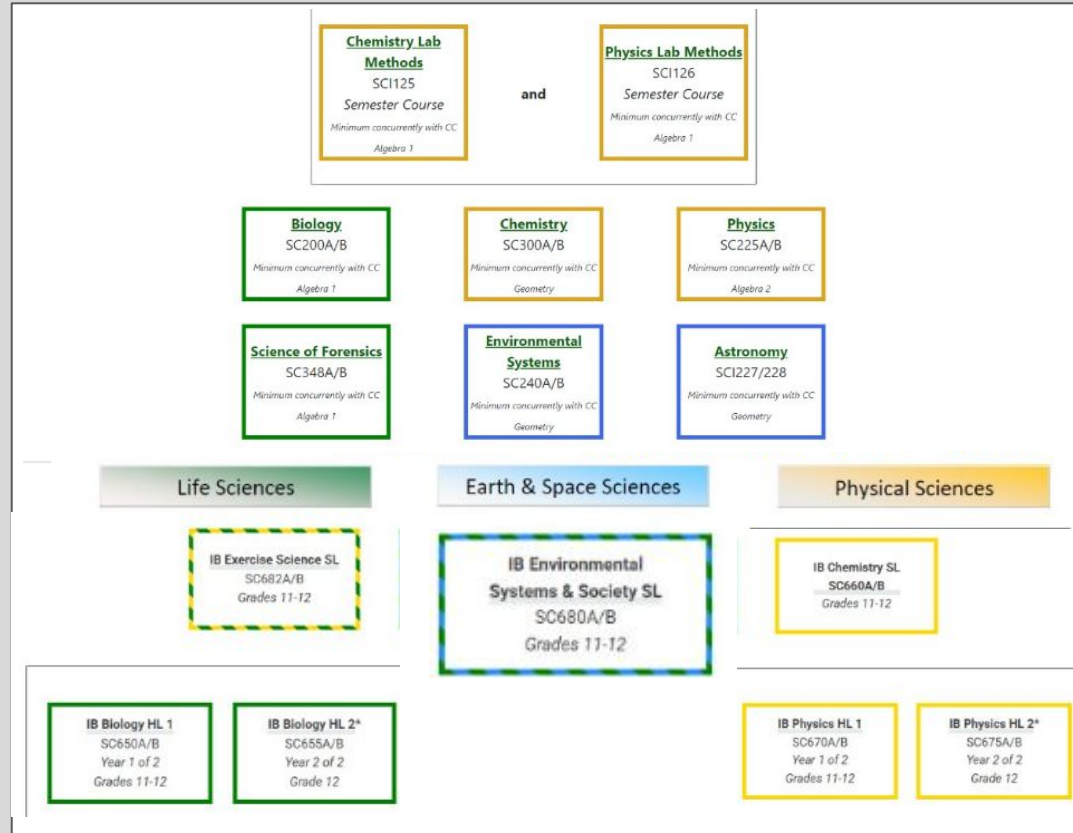 Chemistry Lab
Methods
SCI125
Semester Course
Minimum concurrently with CC
Algebra 1
and
Physics Lab Methods
SCI126
Semester Course
Minimum concurrently with CC
Algebra 1
Biology
SC200A/B
Minimum concurrently with CC
Algebra 1
Chemistry
SC300A/B
Minimum concurrently with CC
Geometry
Physics
SC225A/B
Minimum concurrently with CC
Algebra 2
Science of Forensics
SC348A/B
Minimum concurrently with CC
Algebra 1
Environmental
Systems
SC240A/B
Minimum concurrently with CC
Geometry
Astronomy
SCI227/228
Minimum concurrently with CC
Geometry
Life Sciences
Earth & Space Sciences
Physical Sciences
IB Exercise Science SL
SC682A/B
Grades 11-12
IB Environmental
Systems & Society SL
SC680A/B
Grades 11-12
IB Chemistry SL
SC660A/B
Grades 11-12
IB Biology HL 1
SC650A/B
Year 1 of 2
Grades 11-12
IB Biology HL 2*
SC655A/B
Year 2 of 2
Grade 12
IB Physics HL 1
SC670A/B
Year 1 of 2
Grades 11-12
IB Physics HL 2*
SC675A/B
Year 2 of 2
Grade 12